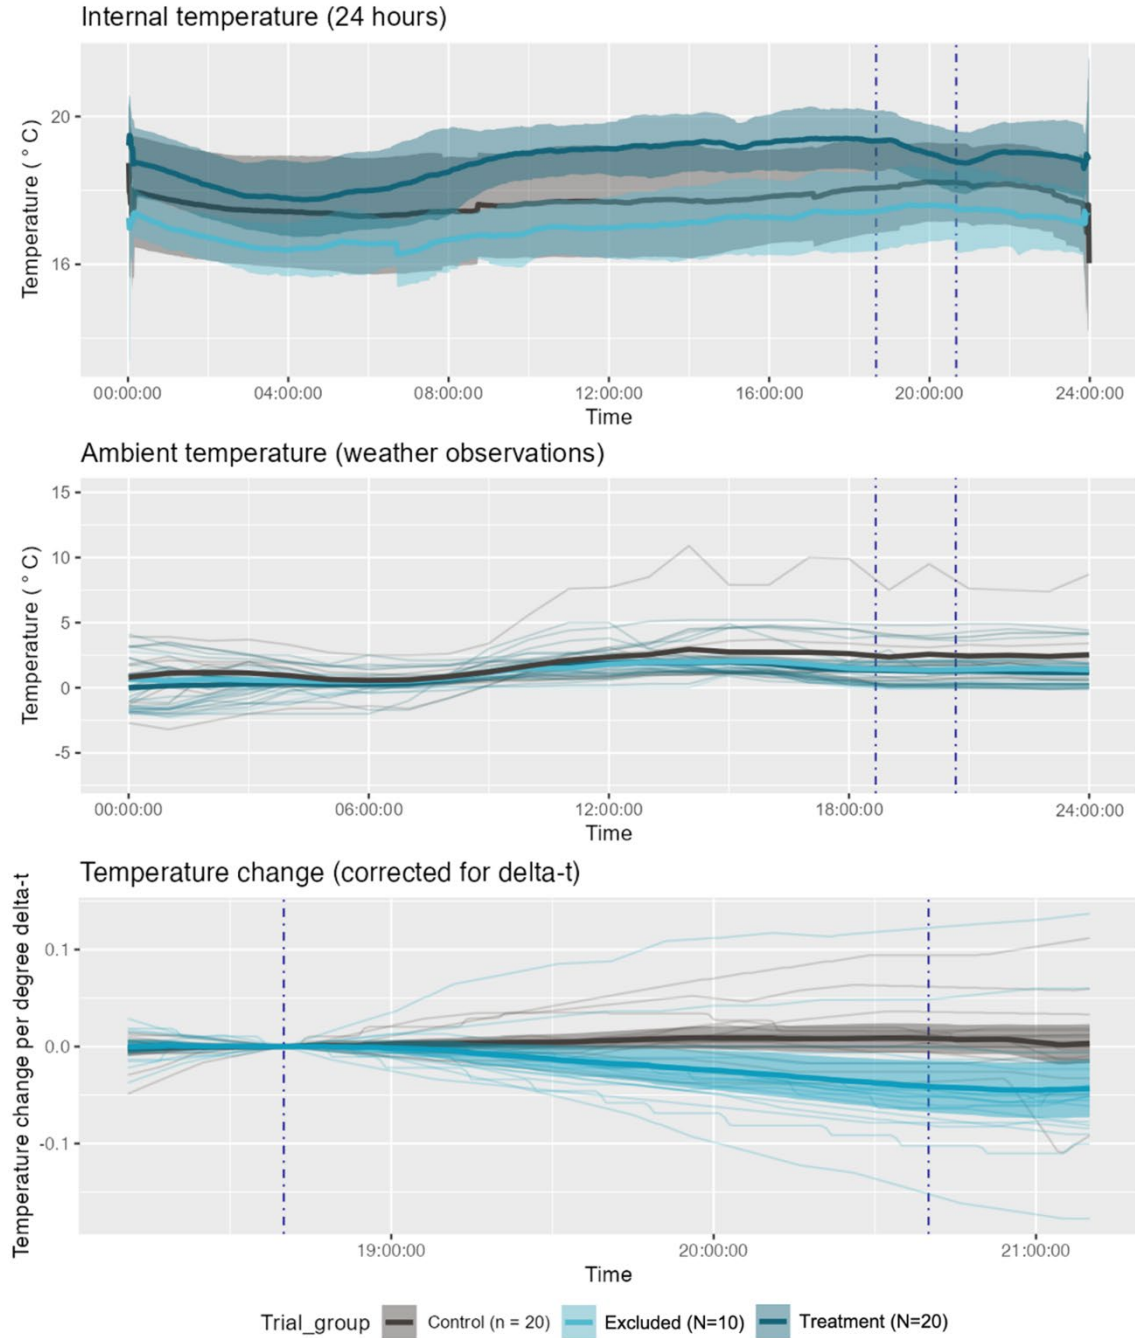 Internal temperature (24 hours)
Temperature ( ° C)
20
16
00:00:00 04:00:00 08:00:00 12:00:00 16:00:00 20:00:00 24:00:00
Time
Ambient temperature (weather observations)
Temperature ( ° C)
15
10
5
0
-5
00:00:00 06:00:00 12:00:00 18:00:00 24:00:00
Time
Temperature change (corrected for delta-t)
Temperature change per degree delta-t
0.1
0.0
-0.1
19:00:00 20:00:00 21:00:00
Time
Trial_group Control (n = 20) Excluded (N=10) Treatment (N=20)